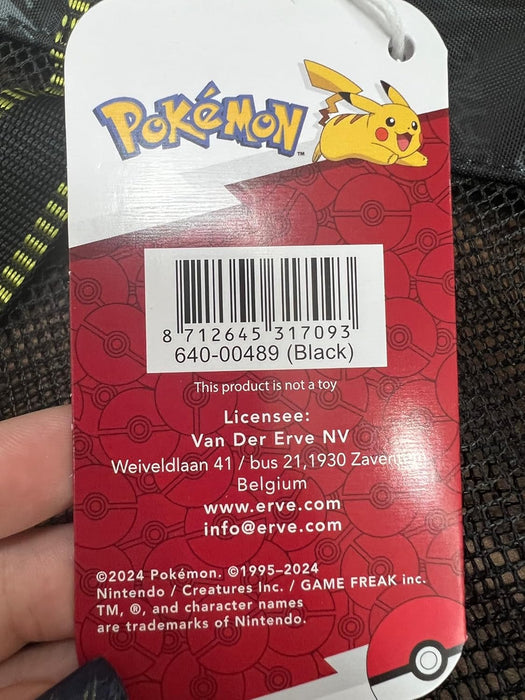 POKéMON
TM
8 712645 317093
640-00489 (Black)
This product is not a toy
Licensee:
Van Der Erve NV
Weiveldlaan 41 / bus 21,1930 Zaventem
Belgium
www.erve.com
info@erve.com
©2024 Pokémon. ©1995–2024
Nintendo / Creatures Inc. / GAME FREAK inc.
TM, ®, and character names
are trademarks of Nintendo.